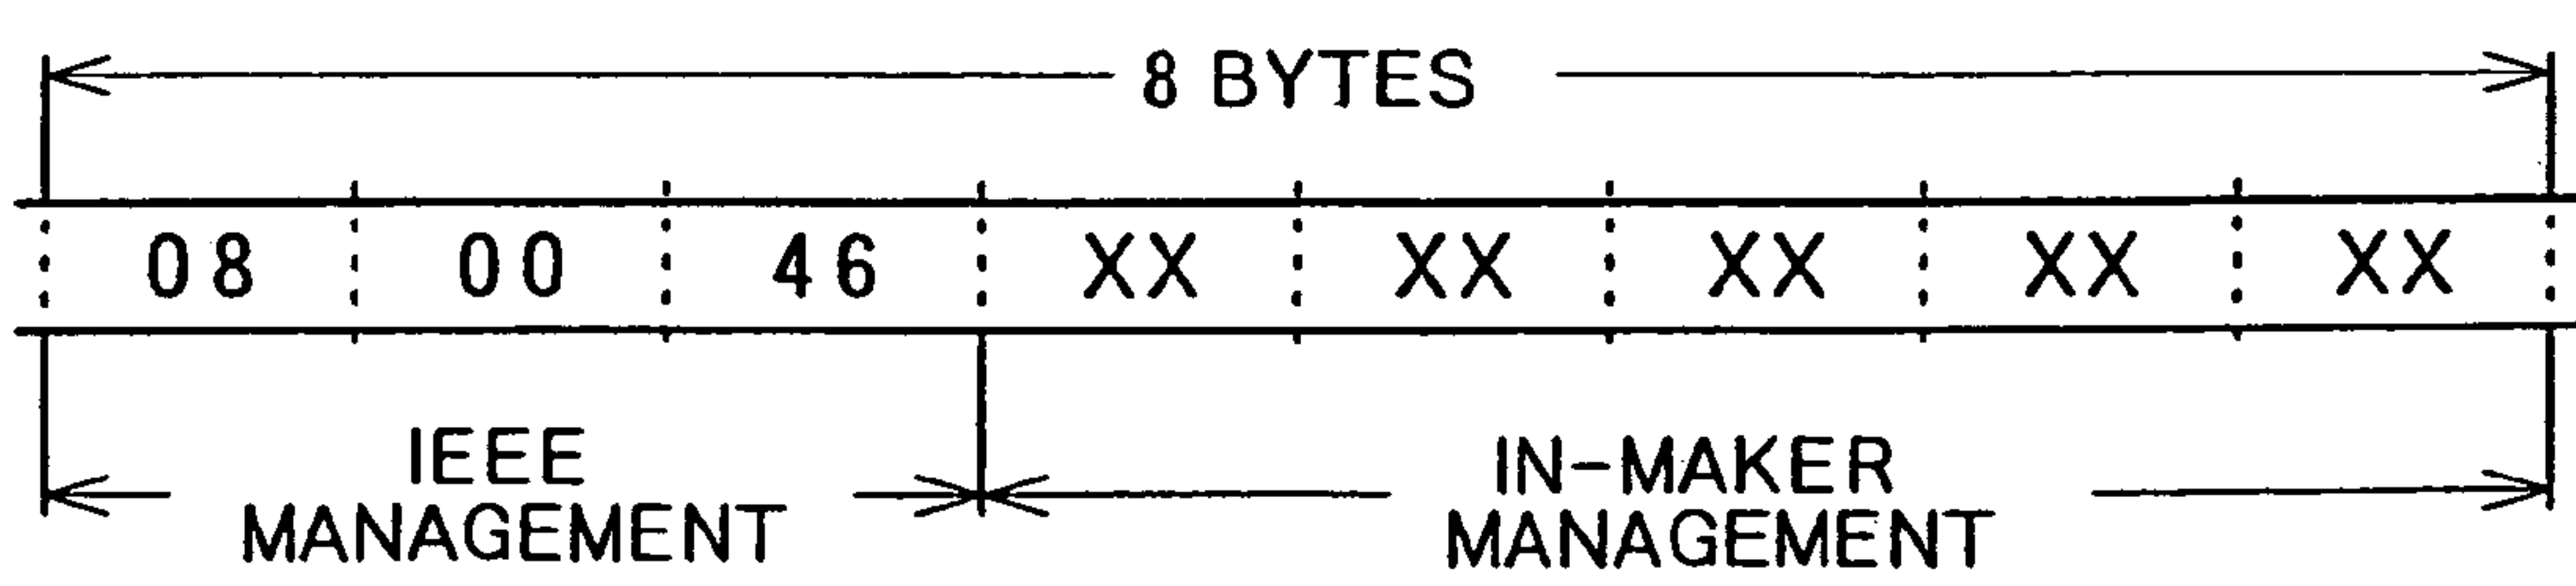 8 BYTES
08 00 46 XX XX XX XX XX
IEEE
MANAGEMENT
IN-MAKER
MANAGEMENT